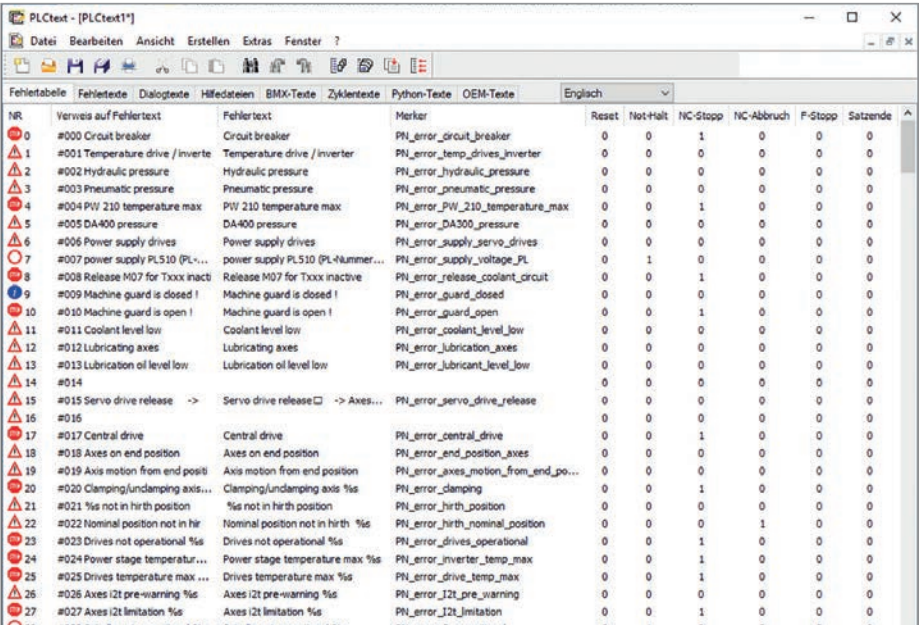 PLCtext - [PLCtext1*]
Datei Bearbeiten Ansicht Erstellen Extras Fenster ?
Fehlertabelle Fehlertexte Dialogtexte Hilfedateien BMX-Texte Zyklentexte Python-Texte OEM-Texte Englisch
NR Verweis auf Fehlertext Fehlertext Merker Reset Not-Halt NC-Stopp NC-Abbruch F-Stopp Satzende
0 #000 Circuit breaker Circuit breaker PN_error_circuit_breaker 0 0 1 0 0 0
1 #001 Temperature drive / inverte Temperature drive / inverter PN_error_temp_drives_inverter 0 0 0 0 0 0
2 #002 Hydraulic pressure Hydraulic pressure PN_error_hydraulic_pressure 0 0 0 0 0 0
3 #003 Pneumatic pressure Pneumatic pressure PN_error_pneumatic_pressure 0 0 0 0 0 0
4 #004 PW 210 temperature max PW 210 temperature max PN_error_PW_210_temperature_max 0 0 1 0 0 0
5 #005 DA400 pressure DA400 pressure PN_error_DA300_pressure 0 0 0 0 0 0
6 #006 Power supply drives Power supply drives PN_error_supply_servo_drives 0 0 0 0 0 0
7 #007 power supply PL510 (PL-... power supply PL510 (PL-Nummer... PN_error_supply_voltage_PL 0 1 0 0 0 0
8 #008 Release M07 for Txxx inacti Release M07 for Txxx inactive PN_error_release_coolant_circuit 0 0 1 0 0 0
9 #009 Machine guard is closed ! Machine guard is closed ! PN_error_guard_closed 0 0 0 0 0 0
10 #010 Machine guard is open ! Machine guard is open ! PN_error_guard_open 0 0 1 0 0 0
11 #011 Coolant level low Coolant level low PN_error_coolant_level_low 0 0 0 0 0 0
12 #012 Lubricating axes Lubricating axes PN_error_lubrication_axes 0 0 0 0 0 0
13 #013 Lubrication oil level low Lubrication oil level low PN_error_lubricant_level_low 0 0 0 0 0 0
14 #014 0 0 0 0 0 0
15 #015 Servo drive release -> Servo drive release -> Axes... PN_error_servo_drive_release 0 0 0 0 0 0
16 #016 0 0 0 0 0 0
17 #017 Central drive Central drive PN_error_central_drive 0 0 1 0 0 0
18 #018 Axes on end position Axes on end position PN_error_end_position_axes 0 0 0 0 0 0
19 #019 Axis motion from end positi Axis motion from end position PN_error_axes_motion_from_end_po... 0 0 0 0 0 0
20 #020 Clamping/unclamping axis... Clamping/unclamping axis %s PN_error_clamping 0 0 1 0 0 0
21 #021 %s not in hirth position %s not in hirth position PN_error_hirth_position 0 0 0 0 0 0
22 #022 Nominal position not in hir Nominal position not in hirth %s PN_error_hirth_nominal_position 0 0 0 1 0 0
23 #023 Drives not operational %s Drives not operational %s PN_error_drives_operational 0 0 1 0 0 0
24 #024 Power stage temperatur... Power stage temperature max %s PN_error_inverter_temp_max 0 0 1 0 0 0
25 #025 Drives temperature max ... Drives temperature max %s PN_error_drive_temp_max 0 0 1 0 0 0
26 #026 Axes i2t pre-warning %s Axes i2t pre-warning %s PN_error_I2t_pre_warning 0 0 0 0 0 0
27 #027 Axes i2t limitation %s Axes i2t limitation %s PN_error_I2t_limitation 0 0 1 0 0 0